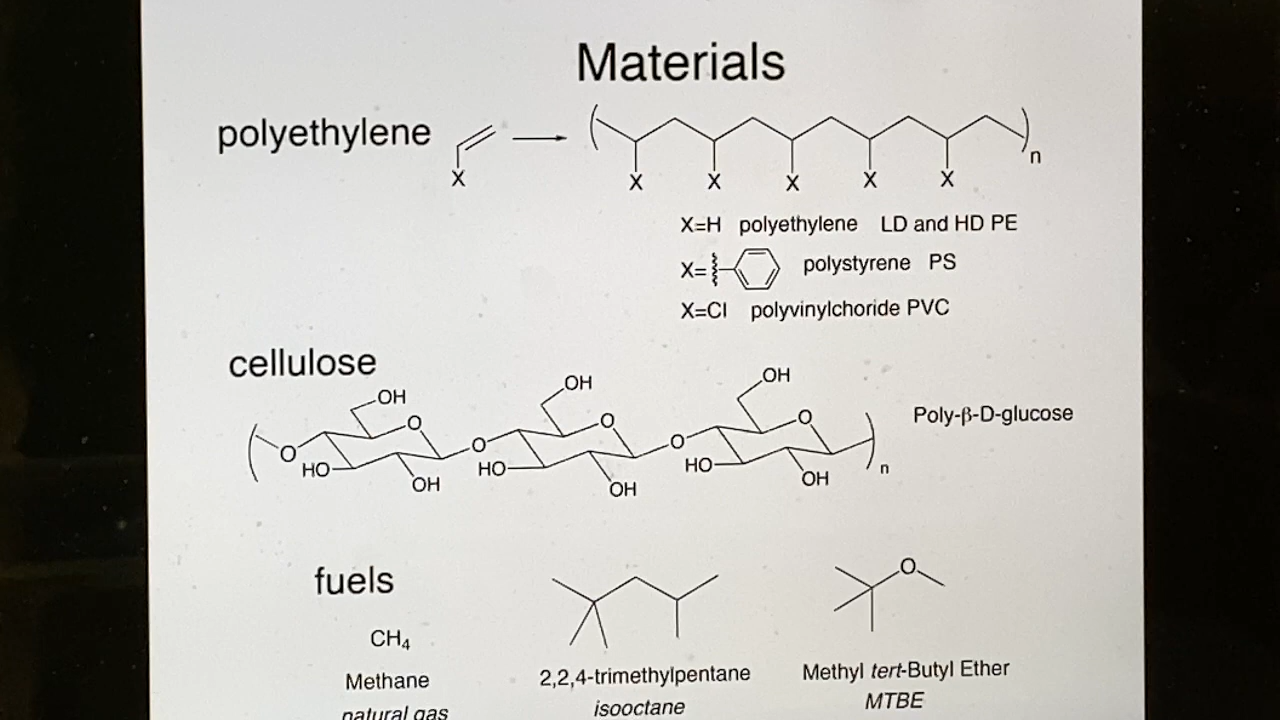 Materials
polyethylene
X
X X X X X
n
X=H polyethylene LD and HD PE
X= polystyrene PS
X=Cl polyvinylchoride PVC
cellulose
OH OH OH
O O O
O O O
HO HO HO
OH OH OH
n
Poly-β-D-glucose
fuels
O
CH4
Methane 2,2,4-trimethylpentane Methyl tert-Butyl Ether
natural gas isooctane MTBE